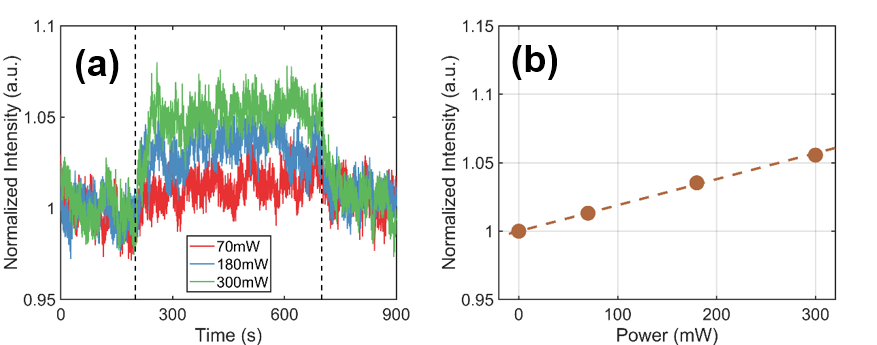 (a)
Normalized Intensity (a.u.)
1.1
1.05
1
0.95
0
300
600
900
Time (s)
70mW
180mW
300mW
(b)
Normalized Intensity (a.u.)
1.15
1.1
1.05
1
0.95
0
100
200
300
Power (mW)